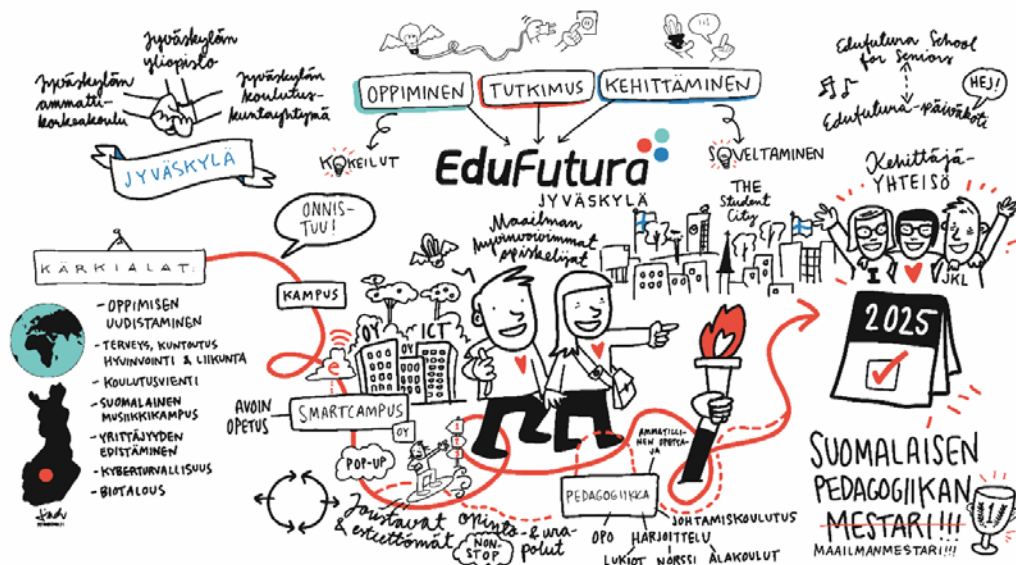 Jyväskylän
yliopisto
Jyväskylän
ammatti-
korkeakoulu
Jyväskylän
koulutus-
kuntayhtymä
JYVÄSKYLÄ
OPPIMINEN
TUTKIMUS
KEHITTÄMINEN
KOKEILUT
SOVELTAMINEN
EduFutura
JYVÄSKYLÄ
Edufutura School
for Seniors
HEJ!
Edufutura-päiväkoti
ONNIS-
TUU!
Maailman
hyvinvoivimmat
opiskelijat
THE
Student
City
Kehittäjä-
YHTEISÖ
I
JKL
KÄRKIALAT:
- OPPIMISEN
UUDISTAMINEN
- TERVEYS, KUNTOUTUS
HYVINVOINTI & LIIKUNTA
- KOULUTUSVIENTI
- SUOMALAINEN
MUSIIKKIKAMPUS
- YRITTÄJYYDEN
EDISTÄMINEN
- KYBERTURVALLISUUS
- BIOTALOUS
KAMPUS
e
OY
ICT
OY
AVOIN
OPETUS
SMARTCAMPUS
OY
POP-UP
Joustavat opinto- & ura-
& esteettömät polut
NON-
STOP
AMMATILLI-
NEN OPETTA-
JA
PEDAGOGIIKKA
JOHTAMISKOULUTUS
OPO
HARJOITTELU
LUKIOT
NORSSI
ALAKOULUT
2025
SUOMALAISEN
PEDAGOGIIKAN
MESTARI!!!
MAAILMANMESTARI!!!
1